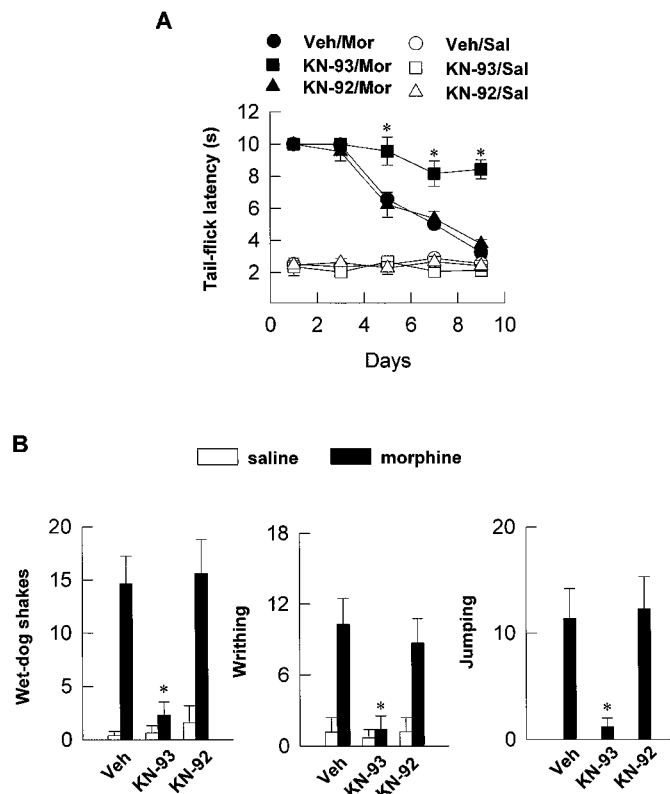 A
Veh/Mor Veh/Sal
KN-93/Mor KN-93/Sal
KN-92/Mor KN-92/Sal
Tail-flick latency (s)
12
10
8
6
4
2
* * *
0 2 4 6 8 10
Days
B
saline morphine
Wet-dog shakes
20
15
10
5
0
*
Veh KN-93 KN-92
Writhing
18
12
6
0
*
Veh KN-93 KN-92
Jumping
20
10
0
*
Veh KN-93 KN-92